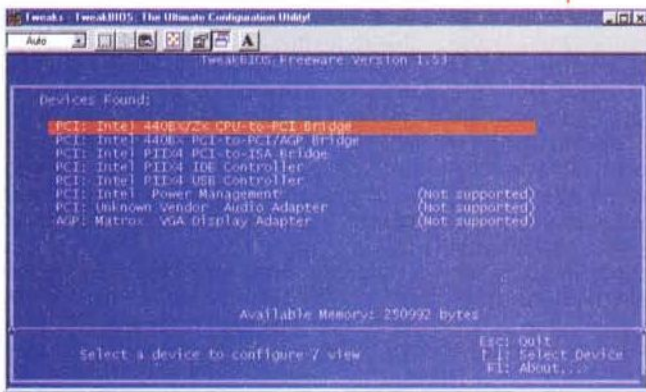 Tweaks - TweakBIOS: The Ultimate Configuration Utility!
Auto
A
TweakBIOS Freeware Version 1.53
Devices Found:
PCI: Intel 440BX/ZX CPU-to-PCI Bridge
PCI: Intel 440BX PCI-to-PCI/AGP Bridge
PCI: Intel PIIX4 PCI-to-ISA Bridge
PCI: Intel PIIX4 IDE Controller
PCI: Intel PIIX4 USB Controller
PCI: Intel Power Management (Not supported)
PCI: Unknown Vendor Audio Adapter (Not supported)
AGP: Matrox VGA Display Adapter (Not supported)
Available Memory: 250992 bytes
Select a device to configure / view
Esc: Quit
↑ ↓: Select Device
F1: About...